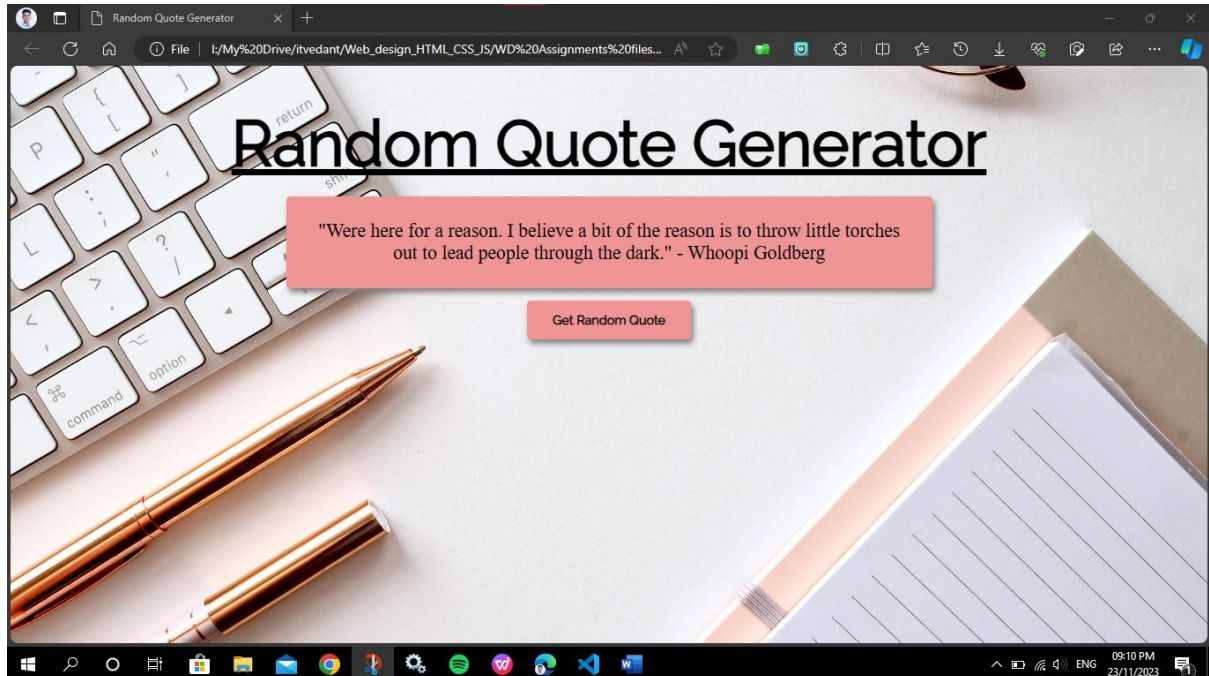 Random Quote Generator
File
I:/My%20Drive/itvedant/Web_design_HTML_CSS_JS/WD%20Assignments%20files...
Random Quote Generator
"Were here for a reason. I believe a bit of the reason is to throw little torches
out to lead people through the dark." - Whoopi Goldberg
Get Random Quote
return
shift
P
{
[
}
]
L
:
;
"
'
?
/
>
.
<
,
option
⌘
command
ENG
09:10 PM
23/11/2023